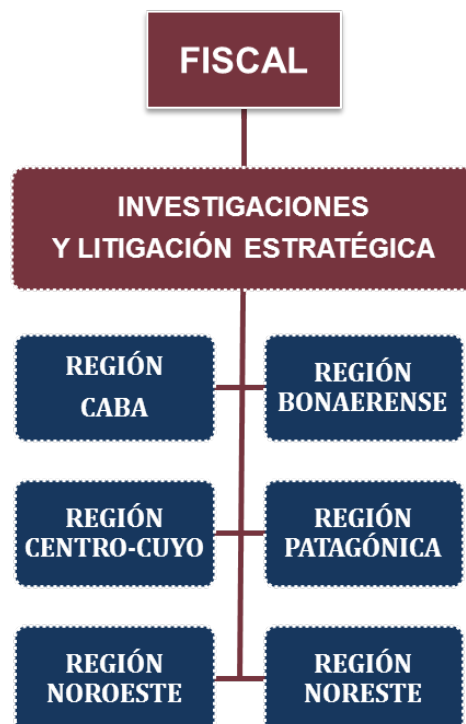 FISCAL
INVESTIGACIONES
Y LITIGACIÓN ESTRATÉGICA
REGIÓN
CABA
REGIÓN
BONAERENSE
REGIÓN
CENTRO-CUYO
REGIÓN
PATAGÓNICA
REGIÓN
NOROESTE
REGIÓN
NORESTE